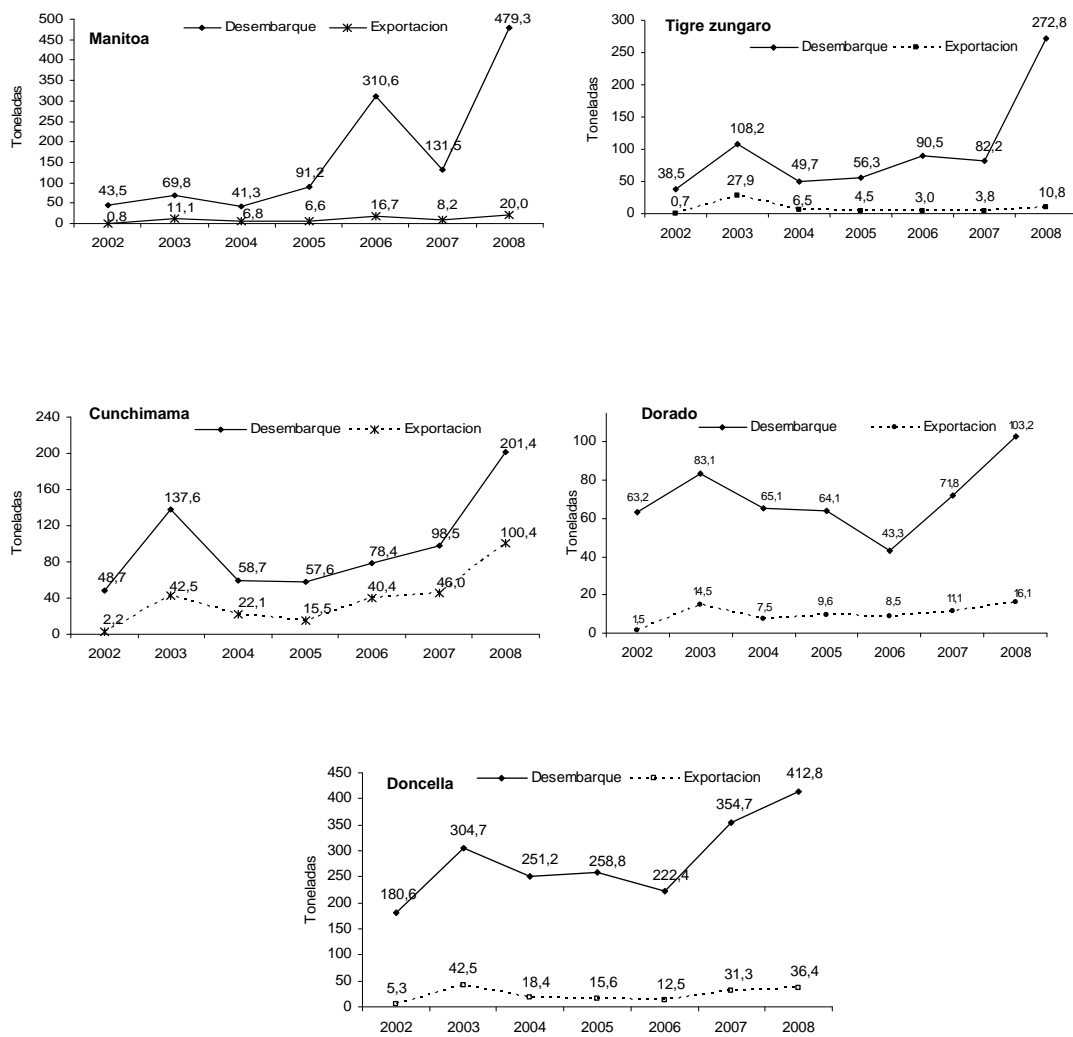 Manitoa
Desembarque Exportacion
Toneladas
500
450
400
350
300
250
200
150
100
50
0
43,5 69,8 41,3 91,2 310,6 131,5 479,3
0,8 11,1 6,8 6,6 16,7 8,2 20,0
2002 2003 2004 2005 2006 2007 2008
Tigre zungaro
Desembarque Exportacion
Toneladas
300
250
200
150
100
50
0
38,5 108,2 49,7 56,3 90,5 82,2 272,8
0,7 27,9 6,5 4,5 3,0 3,8 10,8
2002 2003 2004 2005 2006 2007 2008
Cunchimama
Desembarque Exportacion
Toneladas
240
200
160
120
80
40
0
48,7 137,6 58,7 57,6 78,4 98,5 201,4
2,2 42,5 22,1 15,5 40,4 46,0 100,4
2002 2003 2004 2005 2006 2007 2008
Dorado
Desembarque Exportacion
Toneladas
100
80
60
40
20
0
63,2 83,1 65,1 64,1 43,3 71,8 103,2
1,5 14,5 7,5 9,6 8,5 11,1 16,1
2002 2003 2004 2005 2006 2007 2008
Doncella
Desembarque Exportacion
Toneladas
450
400
350
300
250
200
150
100
50
0
180,6 304,7 251,2 258,8 222,4 354,7 412,8
5,3 42,5 18,4 15,6 12,5 31,3 36,4
2002 2003 2004 2005 2006 2007 2008